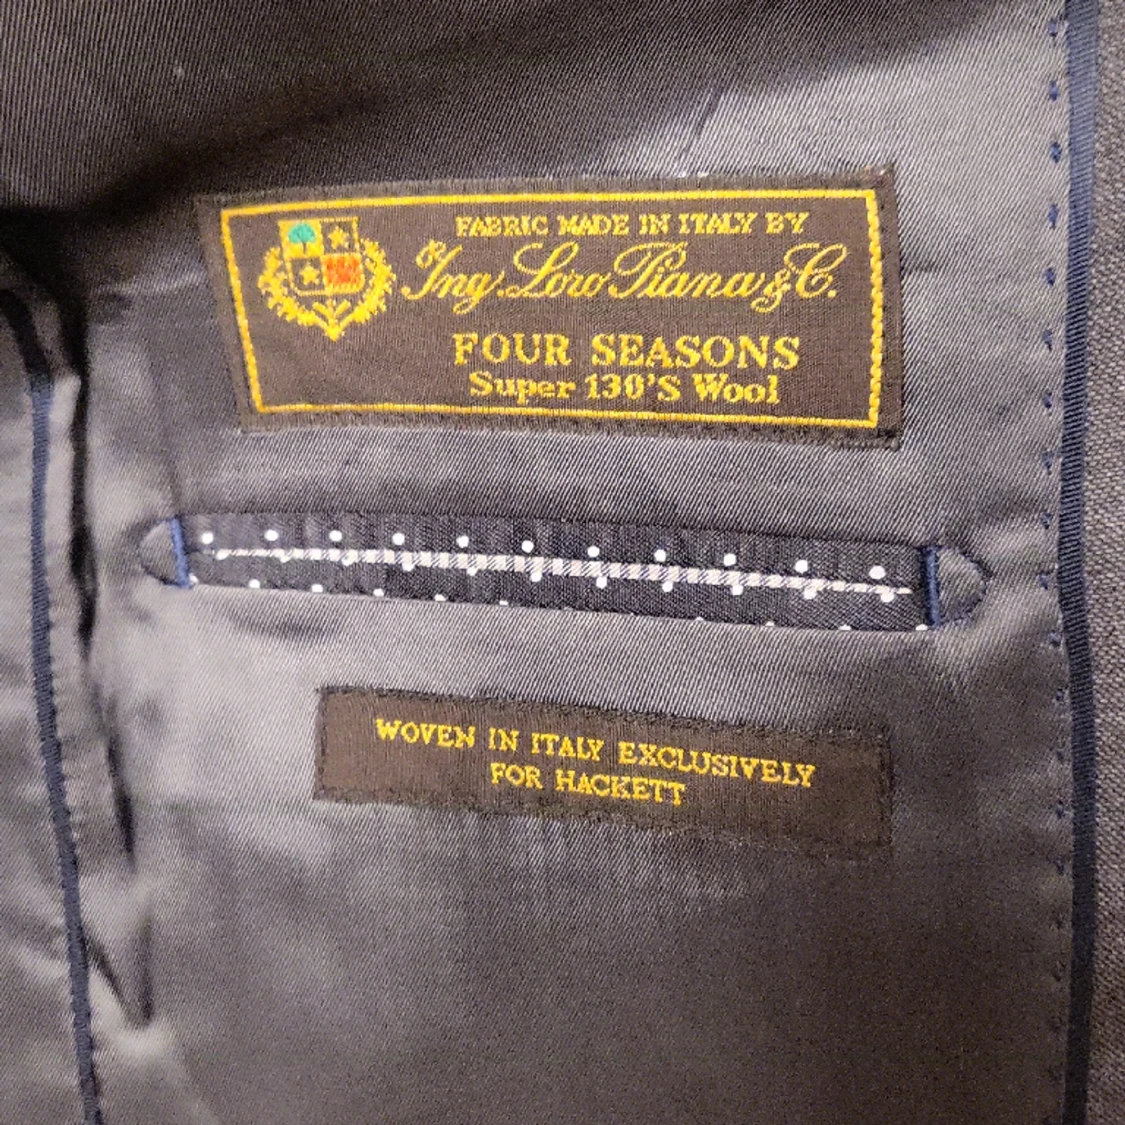 FABRIC MADE IN ITALY BY
Ing. Loro Piana & C.
FOUR SEASONS
Super 130'S Wool
WOVEN IN ITALY EXCLUSIVELY
FOR HACKETT